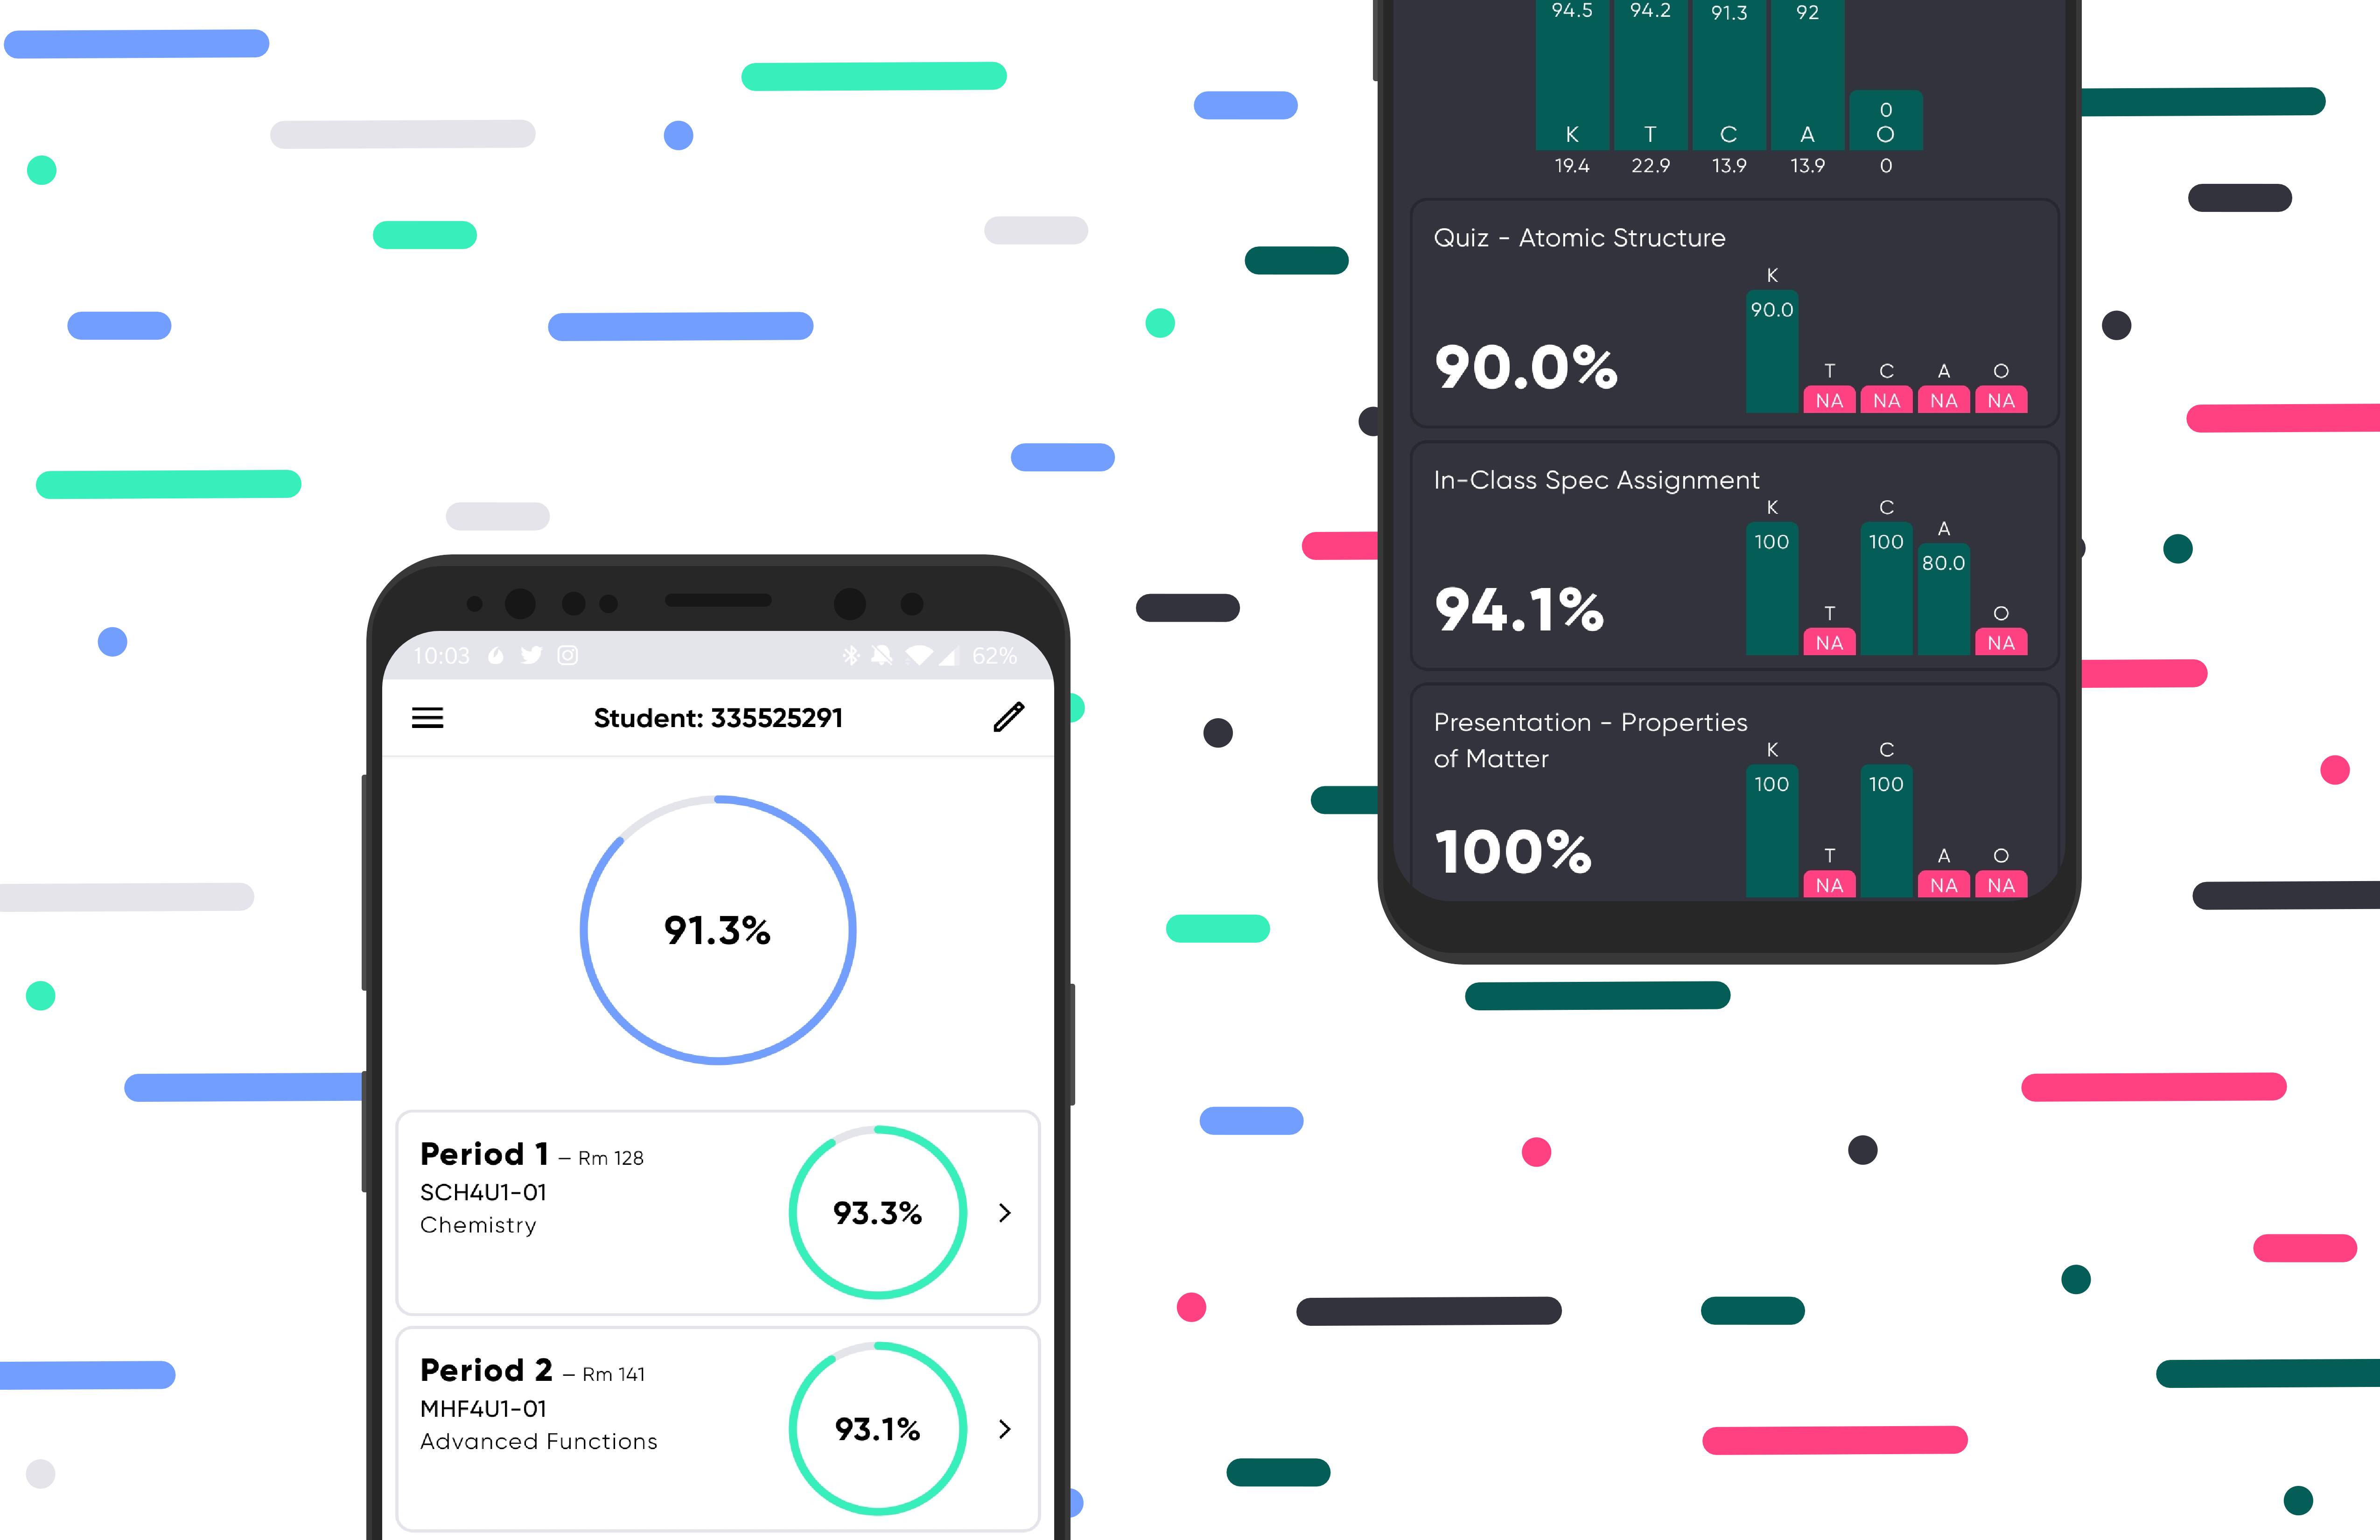 10:03
62%
Student: 335525291
91.3%
Period 1 – Rm 128
SCH4U1-01
Chemistry
93.3%
Period 2 – Rm 141
MHF4U1-01
Advanced Functions
93.1%
94.5 94.2 91.3 92
0
K T C A O
19.4 22.9 13.9 13.9 0
Quiz - Atomic Structure
K
90.0
90.0%
T C A O
NA NA NA NA
In-Class Spec Assignment
K C
100 100
A
80.0
94.1%
T O
NA NA
Presentation - Properties
of Matter
K C
100 100
100%
T A O
NA NA NA